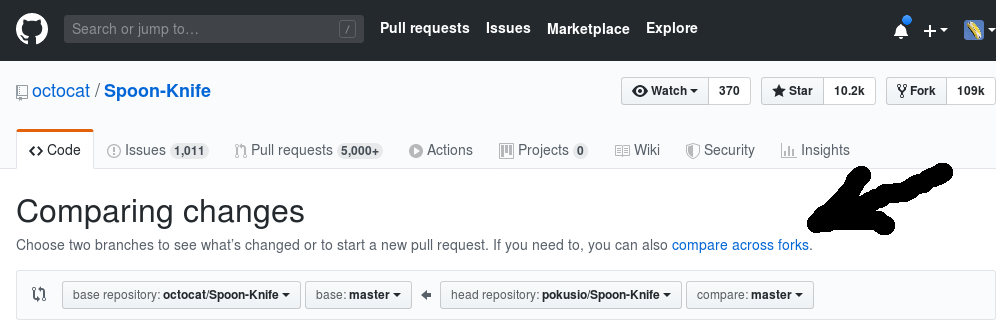 Search or jump to… / Pull requests Issues Marketplace Explore
octocat / Spoon-Knife Watch 370 Star 10.2k Fork 109k
Code Issues 1,011 Pull requests 5,000+ Actions Projects 0 Wiki Security Insights
Comparing changes
Choose two branches to see what's changed or to start a new pull request. If you need to, you can also compare across forks.
base repository: octocat/Spoon-Knife base: master head repository: pokusio/Spoon-Knife compare: master